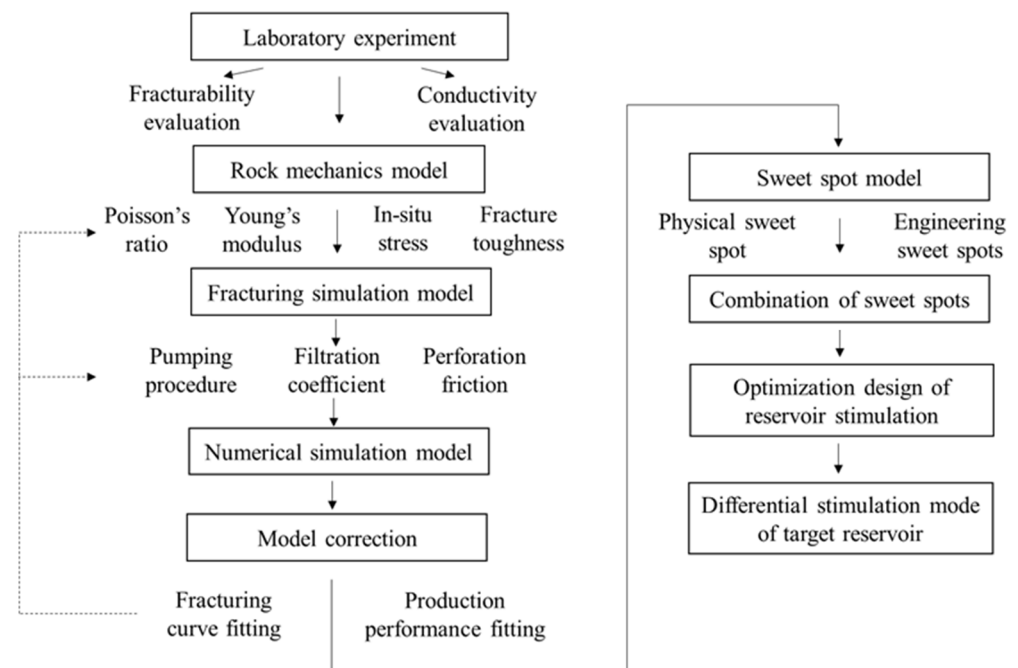 Laboratory experiment
Fracturability
evaluation
Conductivity
evaluation
Rock mechanics model
Poisson's
ratio
Young's
modulus
In-situ
stress
Fracture
toughness
Fracturing simulation model
Pumping
procedure
Filtration
coefficient
Perforation
friction
Numerical simulation model
Model correction
Fracturing
curve fitting
Production
performance fitting
Sweet spot model
Physical sweet
spot
Engineering
sweet spots
Combination of sweet spots
Optimization design of
reservoir stimulation
Differential stimulation mode
of target reservoir